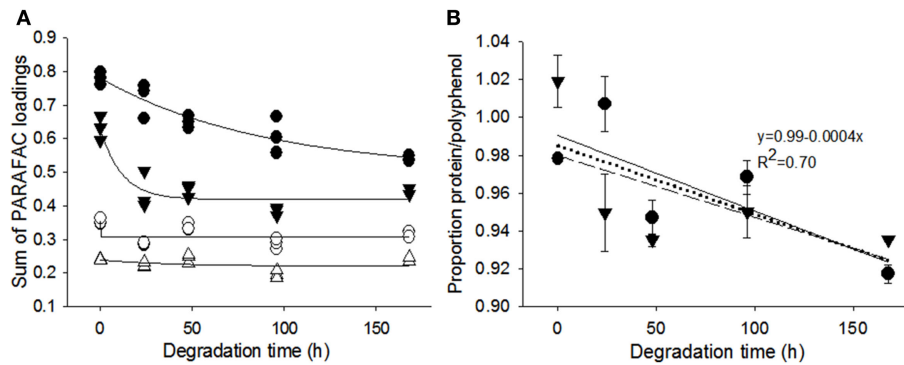 A
Sum of PARAFAC loadings
0.9
0.8
0.7
0.6
0.5
0.4
0.3
0.2
0.1
0 50 100 150
Degradation time (h)
B
Proportion protein/polyphenol
1.04
1.02
1.00
0.98
0.96
0.94
0.92
0.90
y=0.99-0.0004x
R²=0.70
0 50 100 150
Degradation time (h)